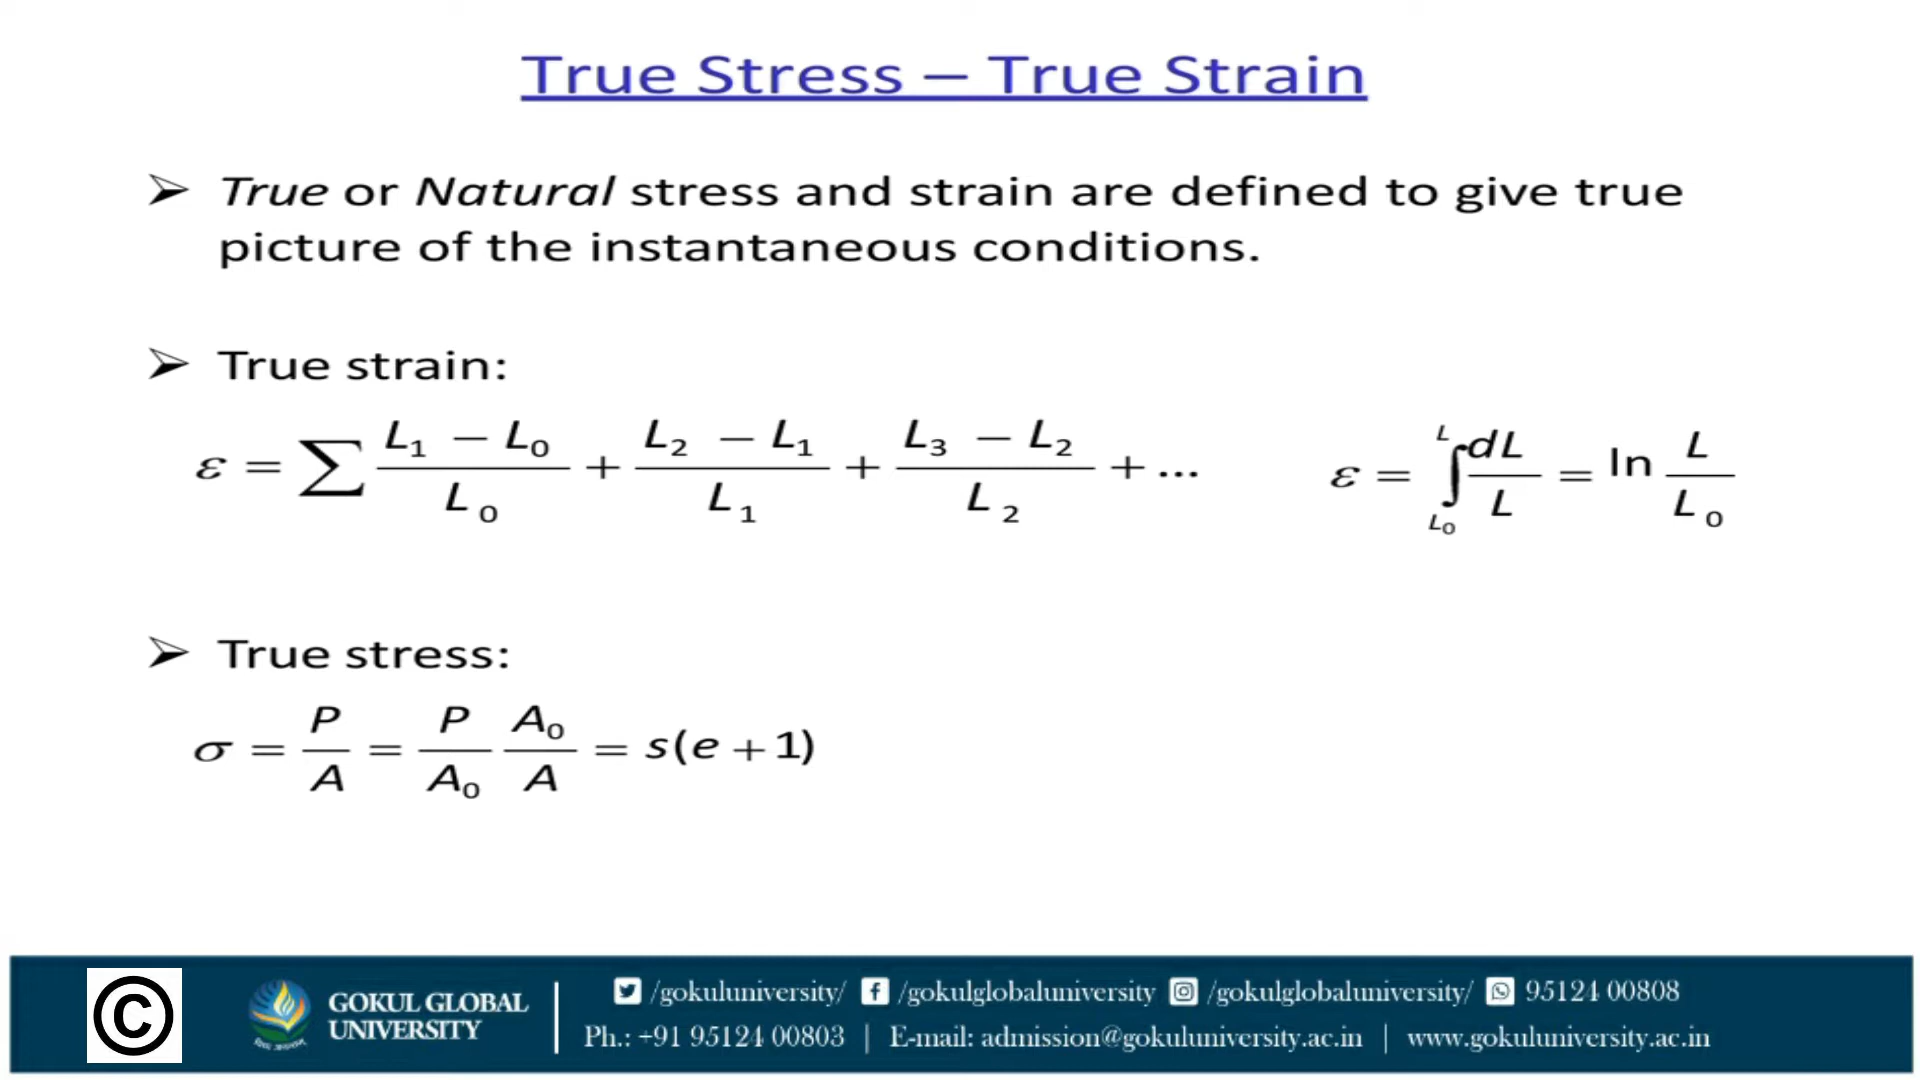 True Stress – True Strain
➢ True or Natural stress and strain are defined to give true
picture of the instantaneous conditions.
➢ True strain:
ε = ∑ (L₁ − L₀)/L₀ + (L₂ − L₁)/L₁ + (L₃ − L₂)/L₂ + ... ε = ∫_{L₀}^{L} dL/L = ln L/L₀
➢ True stress:
σ = P/A = P/A₀ A₀/A = s(e + 1)
©
GOKUL GLOBAL
UNIVERSITY
/gokuluniversity/ /gokulglobaluniversity /gokulglobaluniversity/ 95124 00808
Ph.: +91 95124 00803 | E-mail: admission@gokuluniversity.ac.in | www.gokuluniversity.ac.in